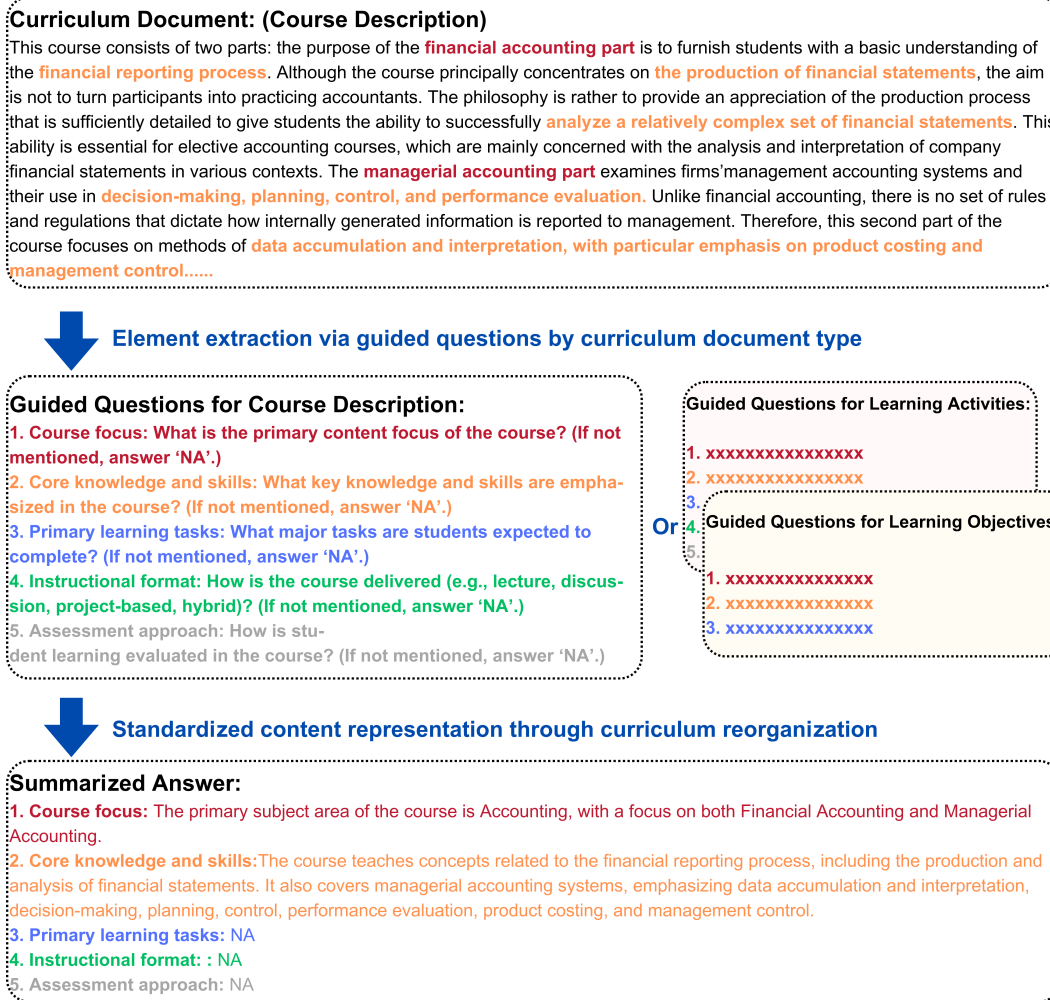 Curriculum Document: (Course Description)
This course consists of two parts: the purpose of the financial accounting part is to furnish students with a basic understanding of
the financial reporting process. Although the course principally concentrates on the production of financial statements, the aim
is not to turn participants into practicing accountants. The philosophy is rather to provide an appreciation of the production process
that is sufficiently detailed to give students the ability to successfully analyze a relatively complex set of financial statements. This
ability is essential for elective accounting courses, which are mainly concerned with the analysis and interpretation of company
financial statements in various contexts. The managerial accounting part examines firms'management accounting systems and
their use in decision-making, planning, control, and performance evaluation. Unlike financial accounting, there is no set of rules
and regulations that dictate how internally generated information is reported to management. Therefore, this second part of the
course focuses on methods of data accumulation and interpretation, with particular emphasis on product costing and
management control......
Element extraction via guided questions by curriculum document type
Guided Questions for Course Description:
1. Course focus: What is the primary content focus of the course? (If not
mentioned, answer ‘NA’.)
2. Core knowledge and skills: What key knowledge and skills are empha-
sized in the course? (If not mentioned, answer ‘NA’.)
3. Primary learning tasks: What major tasks are students expected to
complete? (If not mentioned, answer ‘NA’.)
4. Instructional format: How is the course delivered (e.g., lecture, discus-
sion, project-based, hybrid)? (If not mentioned, answer ‘NA’.)
5. Assessment approach: How is stu-
dent learning evaluated in the course? (If not mentioned, answer ‘NA’.)
Or
Guided Questions for Learning Activities:
1. xxxxxxxxxxxxxxxx
2. xxxxxxxxxxxxxxxx
3.
4.
5.
Guided Questions for Learning Objectives
1. xxxxxxxxxxxxxxx
2. xxxxxxxxxxxxxxx
3. xxxxxxxxxxxxxxx
Standardized content representation through curriculum reorganization
Summarized Answer:
1. Course focus: The primary subject area of the course is Accounting, with a focus on both Financial Accounting and Managerial
Accounting.
2. Core knowledge and skills:The course teaches concepts related to the financial reporting process, including the production and
analysis of financial statements. It also covers managerial accounting systems, emphasizing data accumulation and interpretation,
decision-making, planning, control, performance evaluation, product costing, and management control.
3. Primary learning tasks: NA
4. Instructional format: : NA
5. Assessment approach: NA